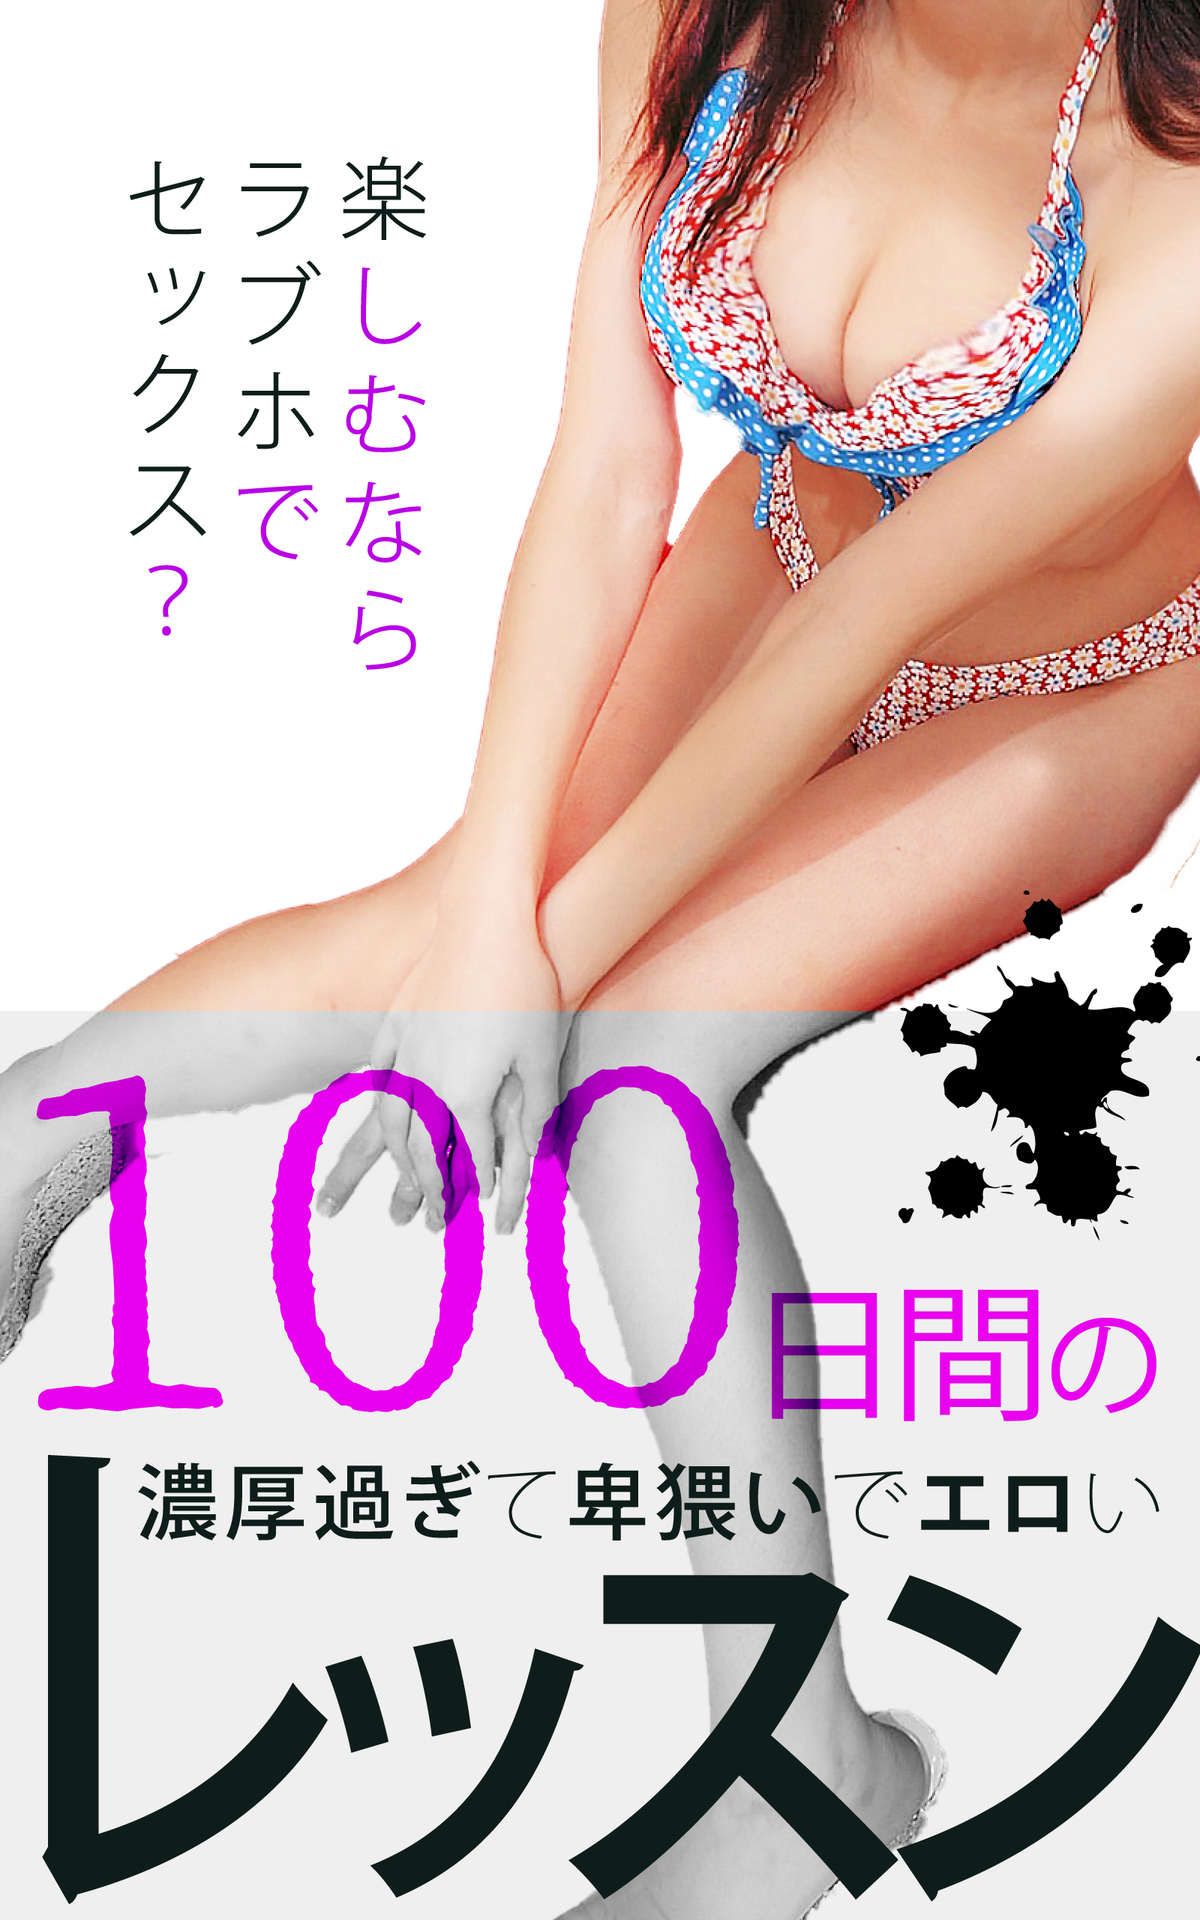 楽しむなら
ラブホで
セックス？
100日間の
濃厚過ぎて卑猥いでエロい
レッスン